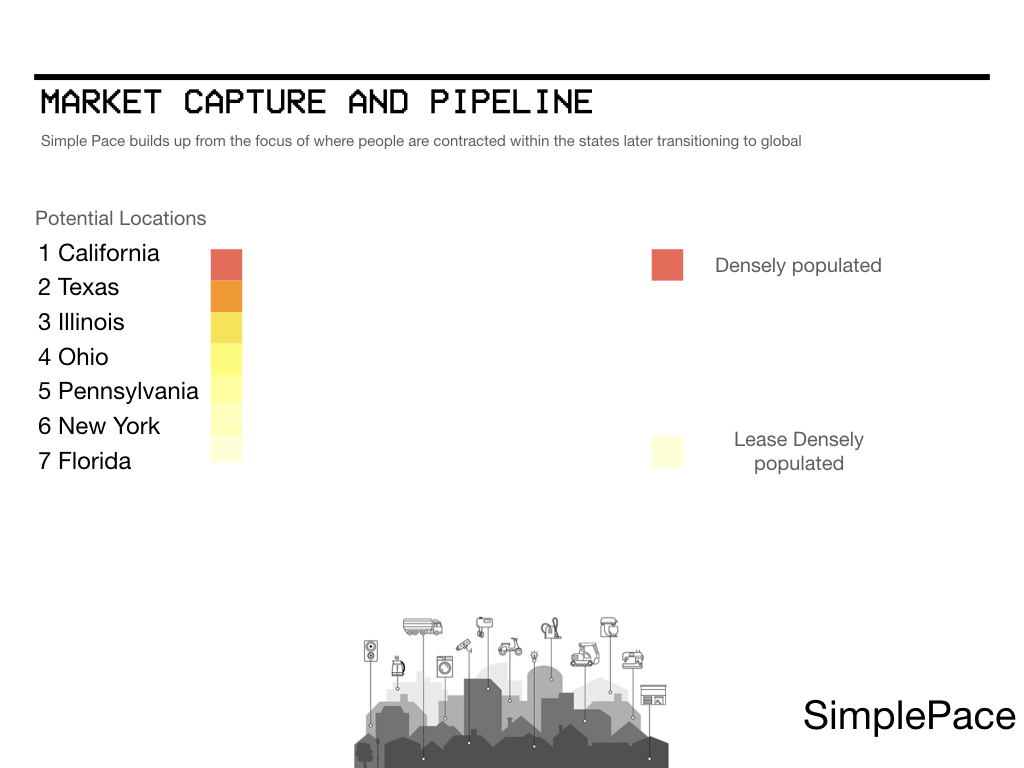 MARKET CAPTURE AND PIPELINE
Simple Pace builds up from the focus of where people are contracted within the states later transitioning to global
Potential Locations
1 California
2 Texas
3 Illinois
4 Ohio
5 Pennsylvania
6 New York
7 Florida
Densely populated
Lease Densely
populated
SimplePace